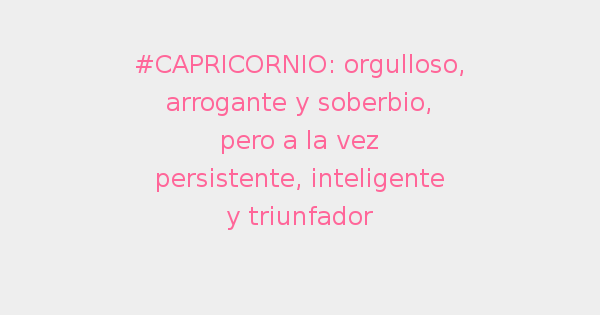 #CAPRICORNIO: orgulloso,
arrogante y soberbio,
pero a la vez
persistente, inteligente
y triunfador